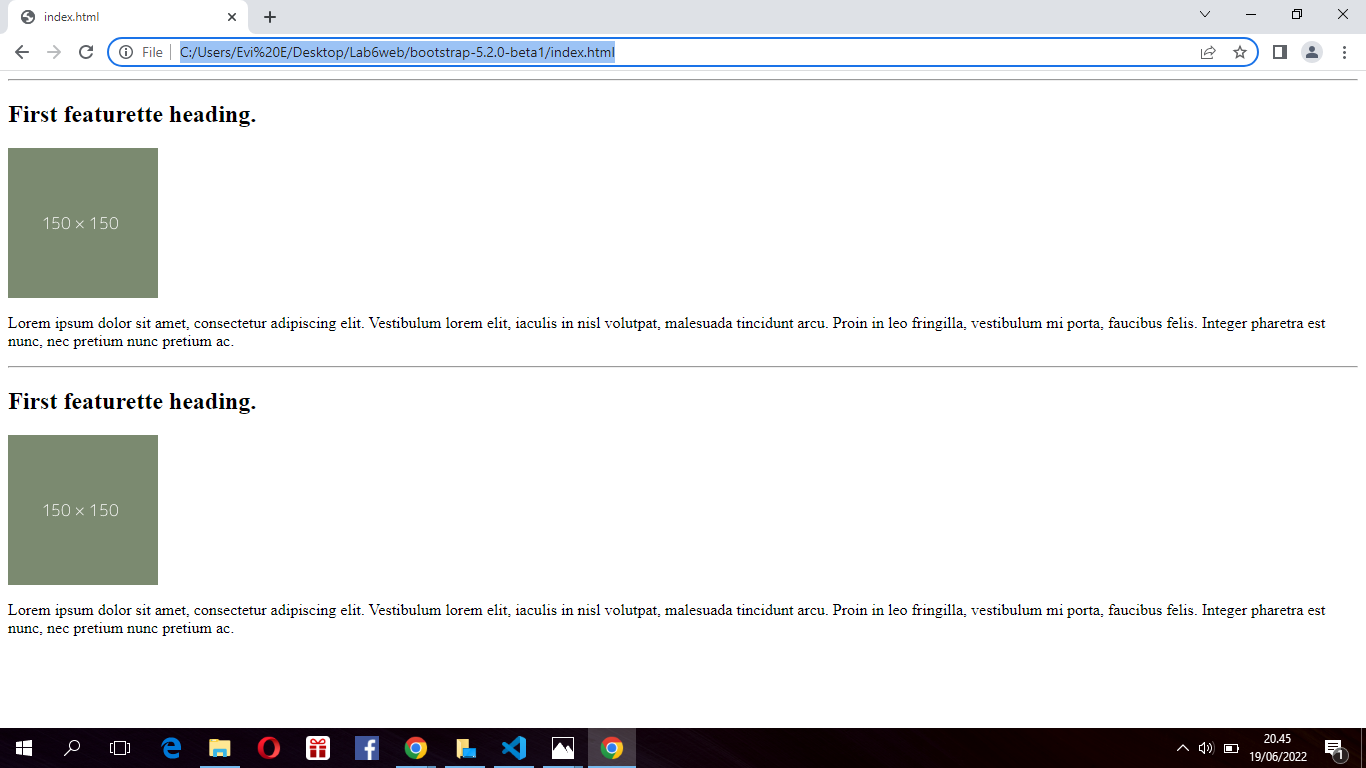 index.html
File C:/Users/Evi%20E/Desktop/Lab6web/bootstrap-5.2.0-beta1/index.html
First featurette heading.
150 × 150
Lorem ipsum dolor sit amet, consectetur adipiscing elit. Vestibulum lorem elit, iaculis in nisl volutpat, malesuada tincidunt arcu. Proin in leo fringilla, vestibulum mi porta, faucibus felis. Integer pharetra est
nunc, nec pretium nunc pretium ac.
First featurette heading.
150 × 150
Lorem ipsum dolor sit amet, consectetur adipiscing elit. Vestibulum lorem elit, iaculis in nisl volutpat, malesuada tincidunt arcu. Proin in leo fringilla, vestibulum mi porta, faucibus felis. Integer pharetra est
nunc, nec pretium nunc pretium ac.
20.45
19/06/2022
1